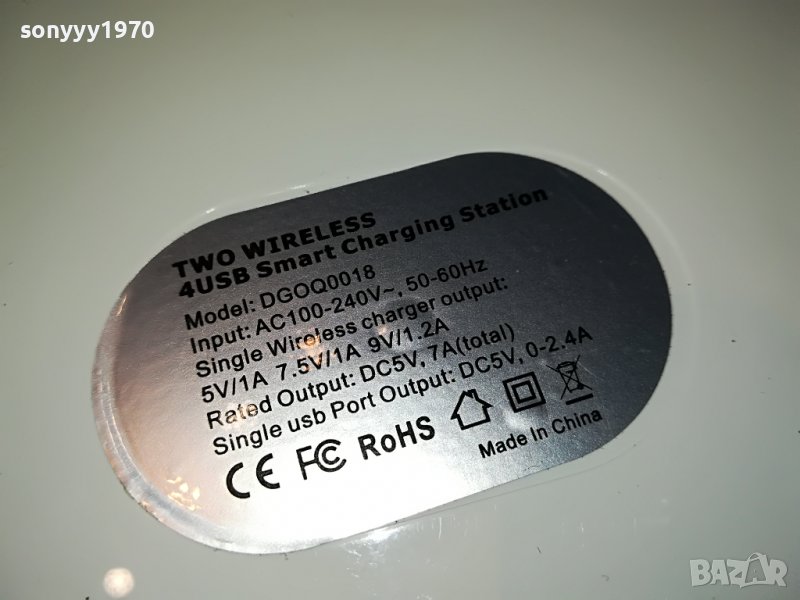 sonyyy1970
TWO WIRELESS
4USB Smart Charging Station
Model: DGOQ0018
Input: AC100-240V~, 50-60Hz
Single Wireless charger output:
5V/1A 7.5V/1A 9V/1.2A
Rated Output: DC5V, 7A(total)
Single usb Port Output: DC5V, 0-2.4A
CE FC RoHS
Made In China
BAZAR